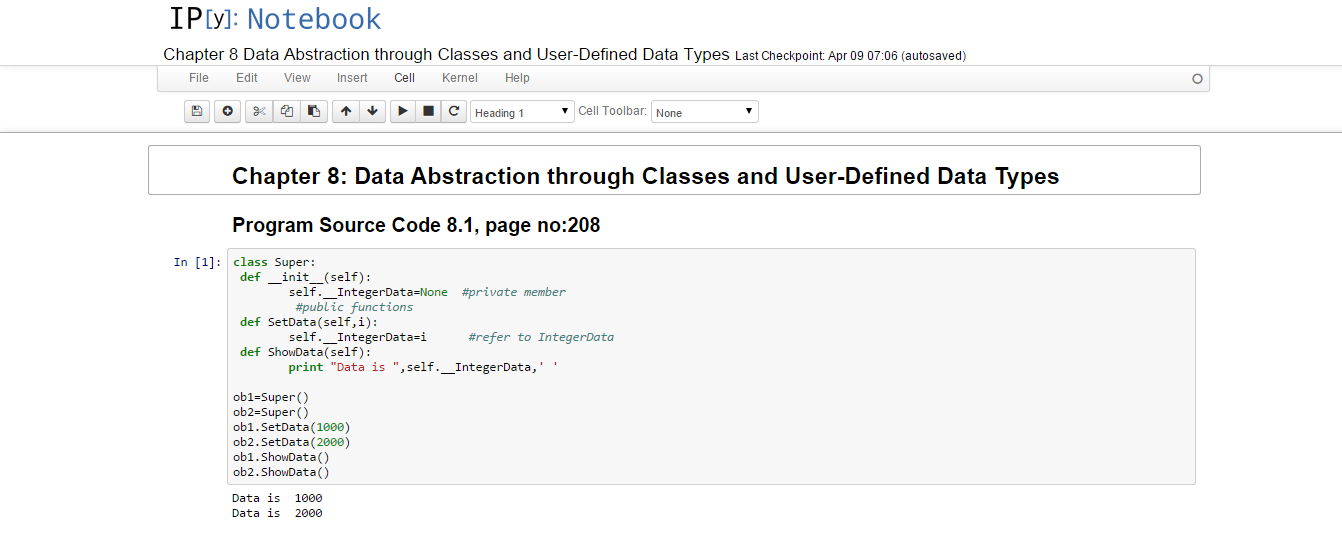 IP[y]: Notebook
Chapter 8 Data Abstraction through Classes and User-Defined Data Types Last Checkpoint: Apr 09 07:06 (autosaved)
File Edit View Insert Cell Kernel Help
Heading 1 Cell Toolbar: None
Chapter 8: Data Abstraction through Classes and User-Defined Data Types
Program Source Code 8.1, page no:208
In [1]: class Super:
 def __init__(self):
        self.__IntegerData=None  #private member
         #public functions
 def SetData(self,i):
        self.__IntegerData=i      #refer to IntegerData
 def ShowData(self):
        print "Data is ",self.__IntegerData,' '
ob1=Super()
ob2=Super()
ob1.SetData(1000)
ob2.SetData(2000)
ob1.ShowData()
ob2.ShowData()
Data is  1000
Data is  2000